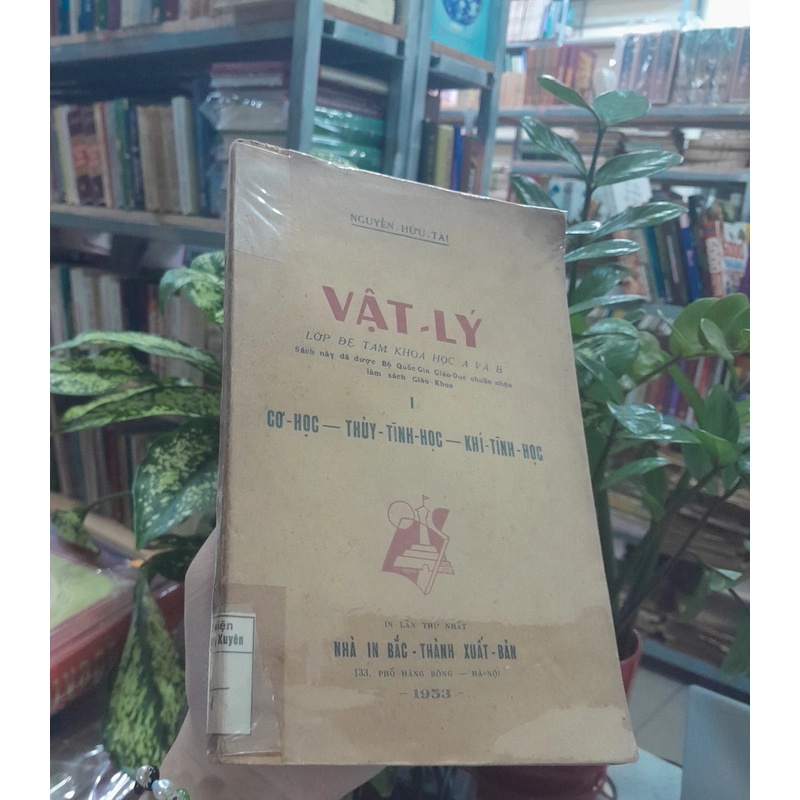 NGUYỄN-HỮU-TÀI
VẬT-LÝ
LỚP ĐỆ TAM KHOA HỌC A VÀ B
Sách này đã được Bộ Quốc-Gia Giáo-Dục chuẩn nhận
làm sách Giáo-Khoa
I
CƠ-HỌC — THỦY-TĨNH-HỌC — KHÍ-TĨNH-HỌC
IN LẦN THỨ NHẤT
NHÀ IN BẮC-THÀNH XUẤT-BẢN
133, PHỐ HÀNG BÔNG — HÀ-NỘI
- 1953 -
iện
Xuyên